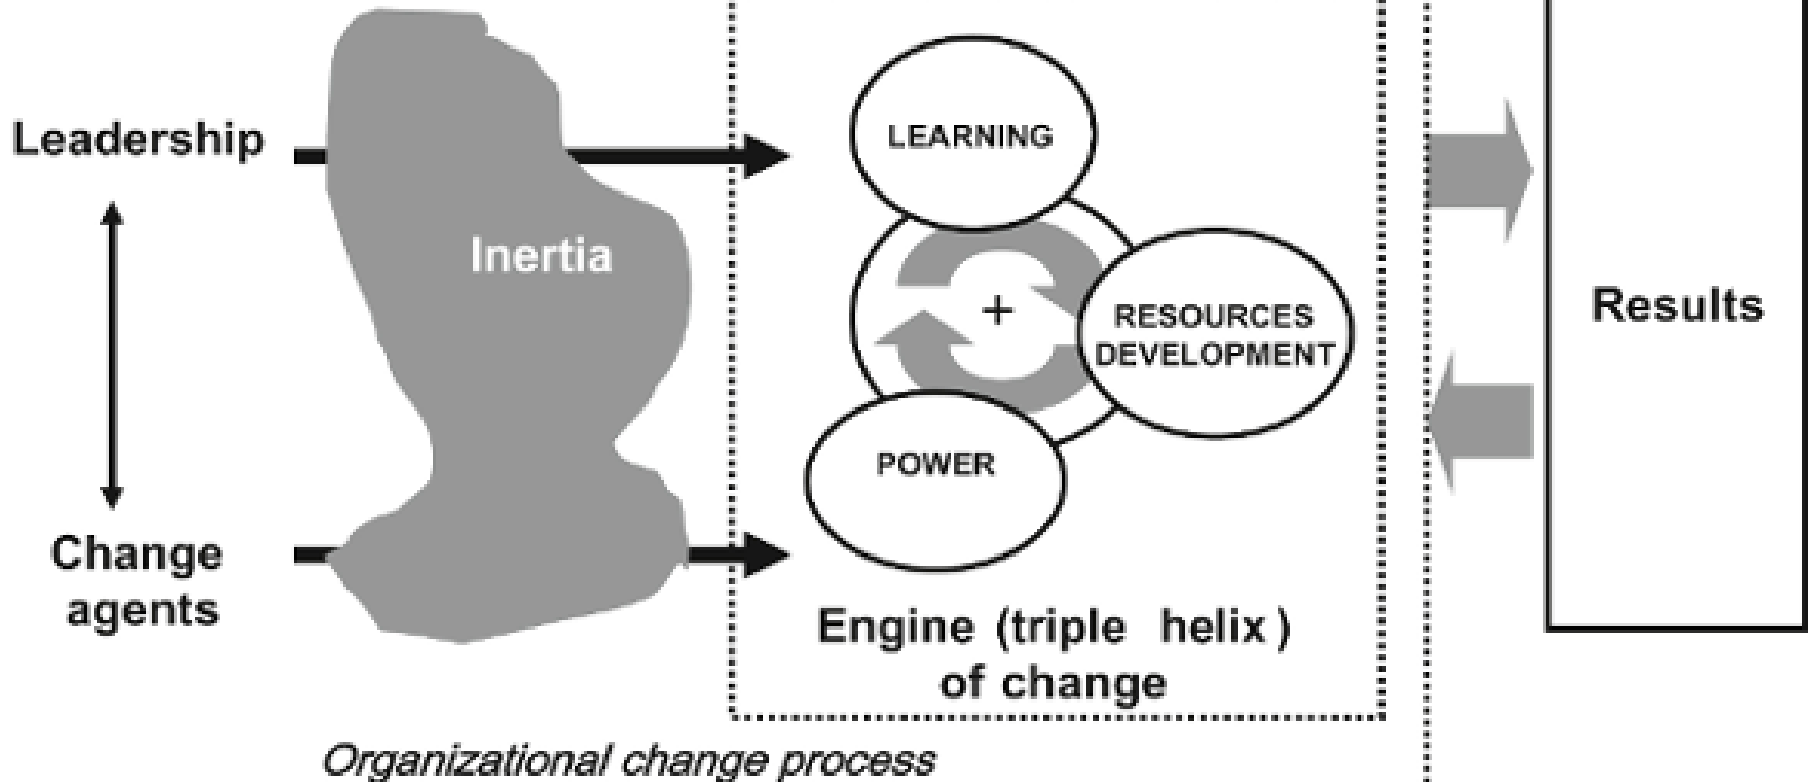 Leadership
Inertia
Change
agents
LEARNING
+
RESOURCES
DEVELOPMENT
POWER
Engine (triple helix)
of change
Results
Organizational change process